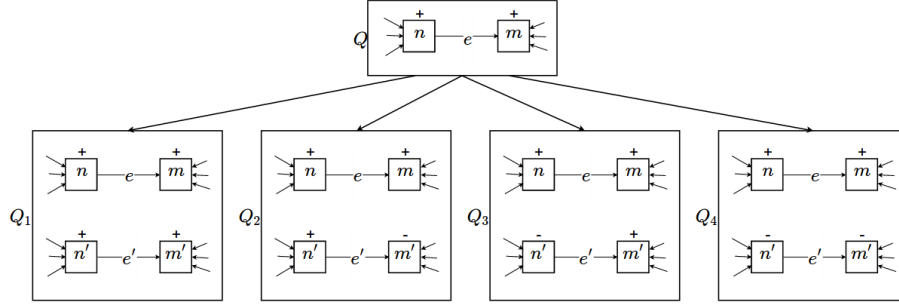 + +
Q n e m
+ + + + + + + +
n e m n e m n e m n e m
Q₁ Q₂ Q₃ Q₄
+ + + - - + - -
n′ e′ m′ n′ e′ m′ n′ e′ m′ n′ e′ m′